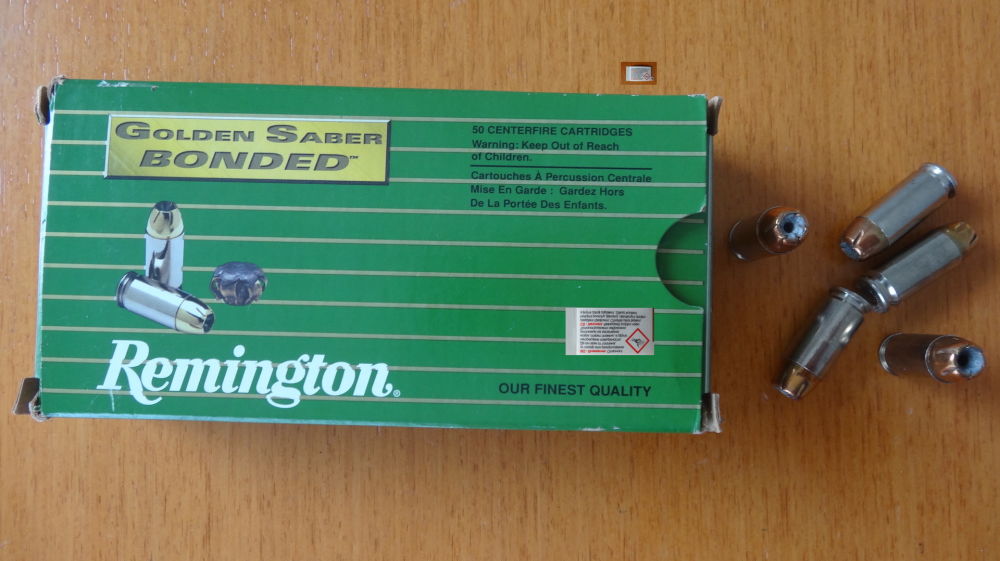 GOLDEN SABER
BONDED™
50 CENTERFIRE CARTRIDGES
Warning: Keep Out of Reach
of Children.
Cartouches À Percussion Centrale
Mise En Garde : Gardez Hors
De La Portée Des Enfants.
Remington®
OUR FINEST QUALITY